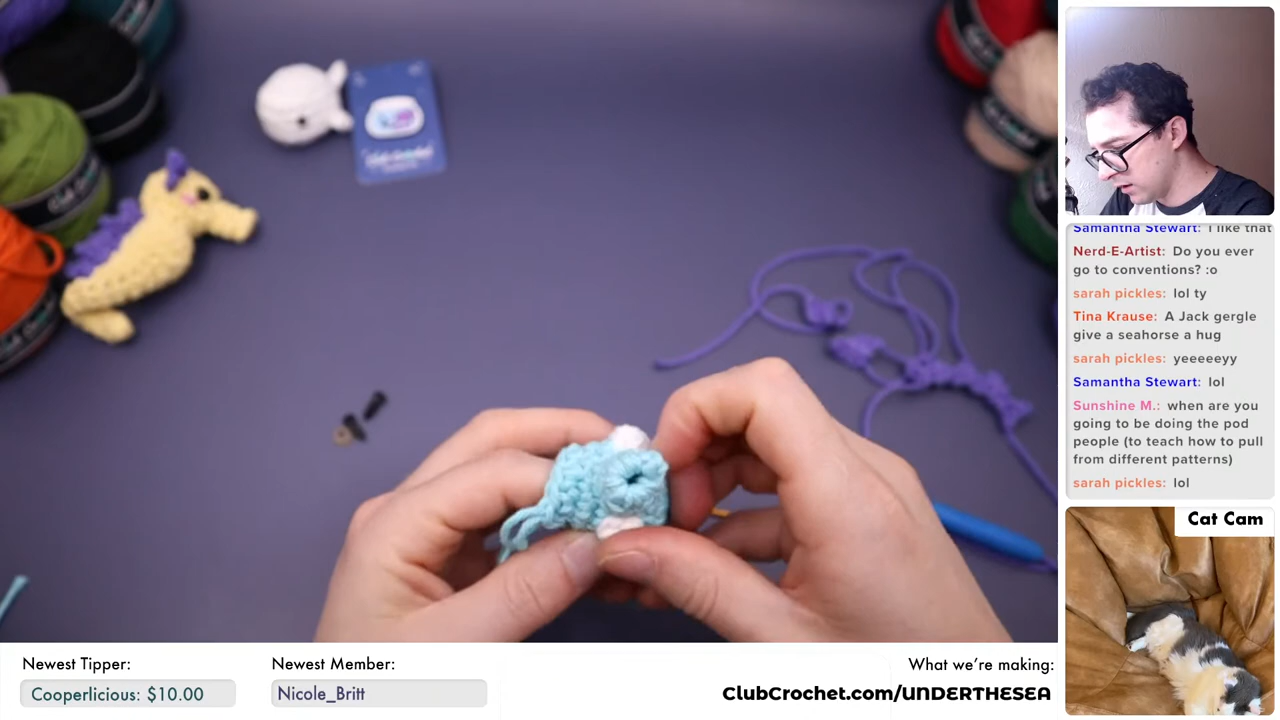 Samantha Stewart: I like that
Nerd-E-Artist: Do you ever
go to conventions? :o
sarah pickles: lol ty
Tina Krause: A Jack gergle
give a seahorse a hug
sarah pickles: yeeeeeyy
Samantha Stewart: lol
Sunshine M.: when are you
going to be doing the pod
people (to teach how to pull
from different patterns)
sarah pickles: lol
Cat Cam
Newest Tipper:
Cooperlicious: $10.00
Newest Member:
Nicole_Britt
What we're making:
ClubCrochet.com/UNDERTHESEA